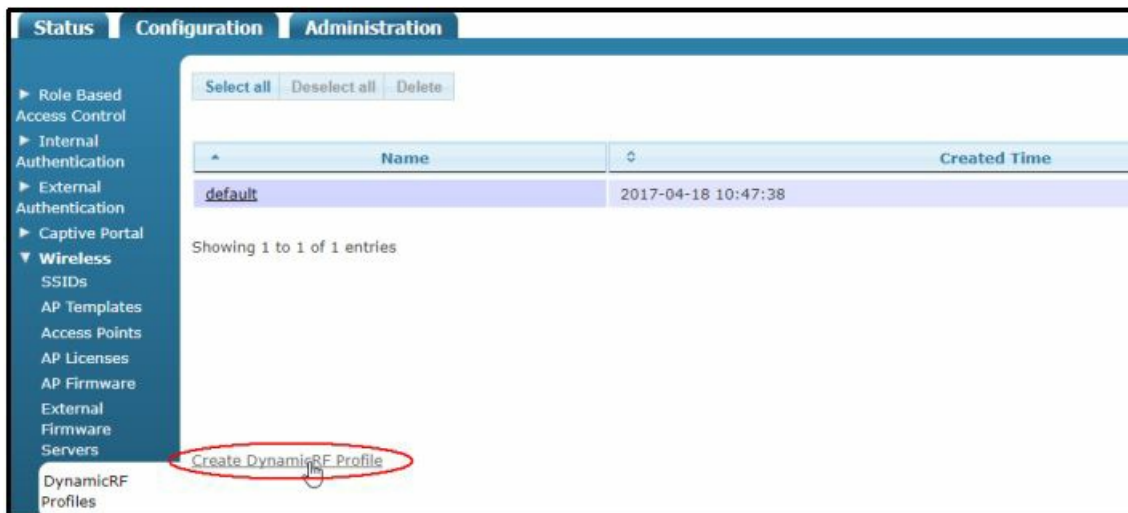 Status Configuration Administration
Role Based
Access Control
Internal
Authentication
External
Authentication
Captive Portal
Wireless
SSIDs
AP Templates
Access Points
AP Licenses
AP Firmware
External
Firmware
Servers
DynamicRF
Profiles
Select all Deselect all Delete
Name Created Time
default 2017-04-18 10:47:38
Showing 1 to 1 of 1 entries
Create DynamicRF Profile